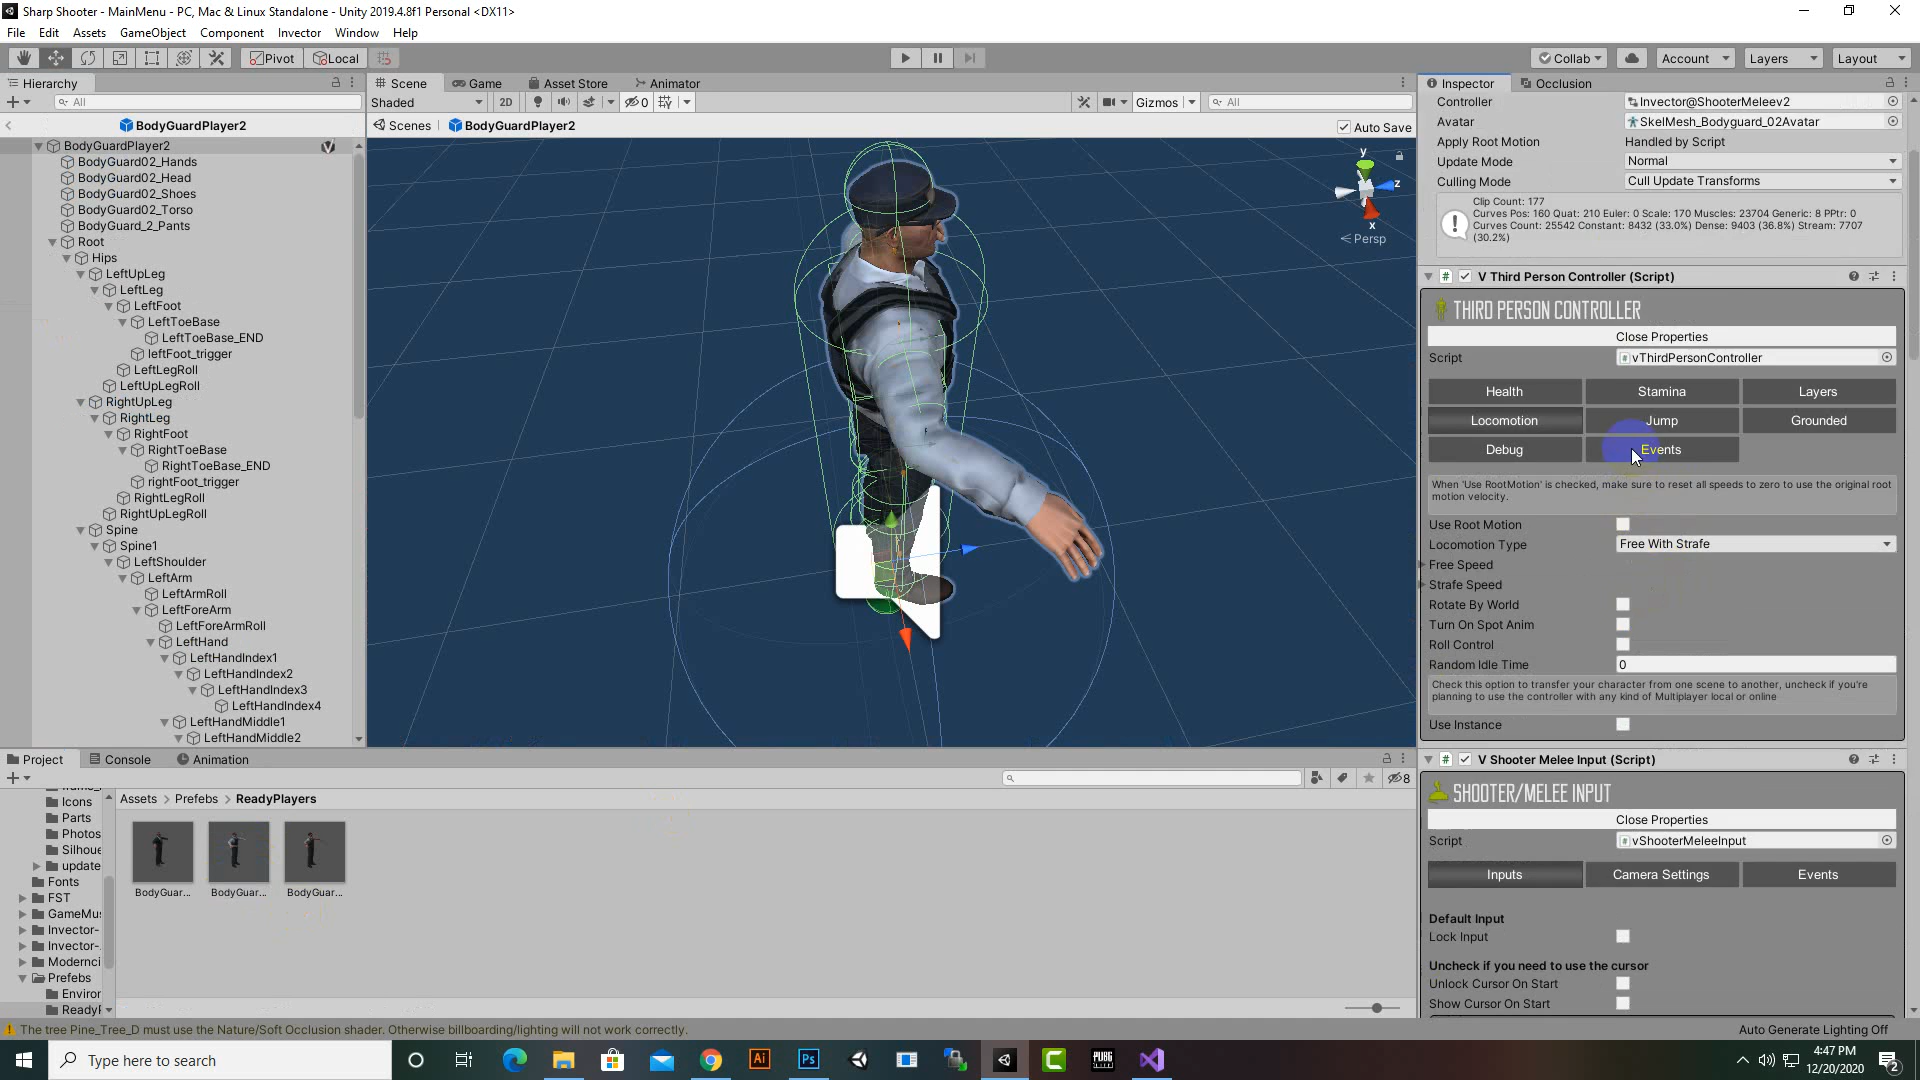 Sharp Shooter - MainMenu - PC, Mac & Linux Standalone - Unity 2019.4.8f1 Personal <DX11>
File Edit Assets GameObject Component Invector Window Help
Pivot Local Collab Account Layers Layout
Hierarchy
All
BodyGuardPlayer2
BodyGuardPlayer2
BodyGuard02_Hands
BodyGuard02_Head
BodyGuard02_Shoes
BodyGuard02_Torso
BodyGuard_2_Pants
Root
Hips
LeftUpLeg
LeftLeg
LeftFoot
LeftToeBase
LeftToeBase_END
leftFoot_trigger
LeftLegRoll
LeftUpLegRoll
RightUpLeg
RightLeg
RightFoot
RightToeBase
RightToeBase_END
rightFoot_trigger
RightLegRoll
RightUpLegRoll
Spine
Spine1
LeftShoulder
LeftArm
LeftArmRoll
LeftForeArm
LeftForeArmRoll
LeftHand
LeftHandIndex1
LeftHandIndex2
LeftHandIndex3
LeftHandIndex4
LeftHandMiddle1
LeftHandMiddle2
Scene Game Asset Store Animator
Shaded 2D 0 Gizmos All
Scenes BodyGuardPlayer2 Auto Save
y
z
x
Persp
Inspector Occlusion
Controller Invector@ShooterMeleev2
Avatar SkelMesh_Bodyguard_02Avatar
Apply Root Motion Handled by Script
Update Mode Normal
Culling Mode Cull Update Transforms
Clip Count: 177
Curves Pos: 160 Quat: 210 Euler: 0 Scale: 170 Muscles: 23704 Generic: 8 PPtr: 0
Curves Count: 25542 Constant: 8432 (33.0%) Dense: 9403 (36.8%) Stream: 7707
(30.2%)
V Third Person Controller (Script)
THIRD PERSON CONTROLLER
Close Properties
Script vThirdPersonController
Health Stamina Layers
Locomotion Jump Grounded
Debug Events
When 'Use RootMotion' is checked, make sure to reset all speeds to zero to use the original root
motion velocity.
Use Root Motion
Locomotion Type Free With Strafe
Free Speed
Strafe Speed
Rotate By World
Turn On Spot Anim
Roll Control
Random Idle Time 0
Check this option to transfer your character from one scene to another, uncheck if you're
planning to use the controller with any kind of Multiplayer local or online
Use Instance
V Shooter Melee Input (Script)
SHOOTER/MELEE INPUT
Close Properties
Script vShooterMeleeInput
Inputs Camera Settings Events
Default Input
Lock Input
Uncheck if you need to use the cursor
Unlock Cursor On Start
Show Cursor On Start
Project Console Animation
8
Icons
Parts
Photos
Silhoue
update
Fonts
FST
GameMus
Invector-
Invector-
Modernci
Prefebs
Environ
ReadyP
Assets > Prefebs > ReadyPlayers
BodyGuar... BodyGuar... BodyGuar...
The tree Pine_Tree_D must use the Nature/Soft Occlusion shader. Otherwise billboarding/lighting will not work correctly.
Auto Generate Lighting Off
Type here to search
Ai Ps
PUBG
4:47 PM
12/20/2020
2